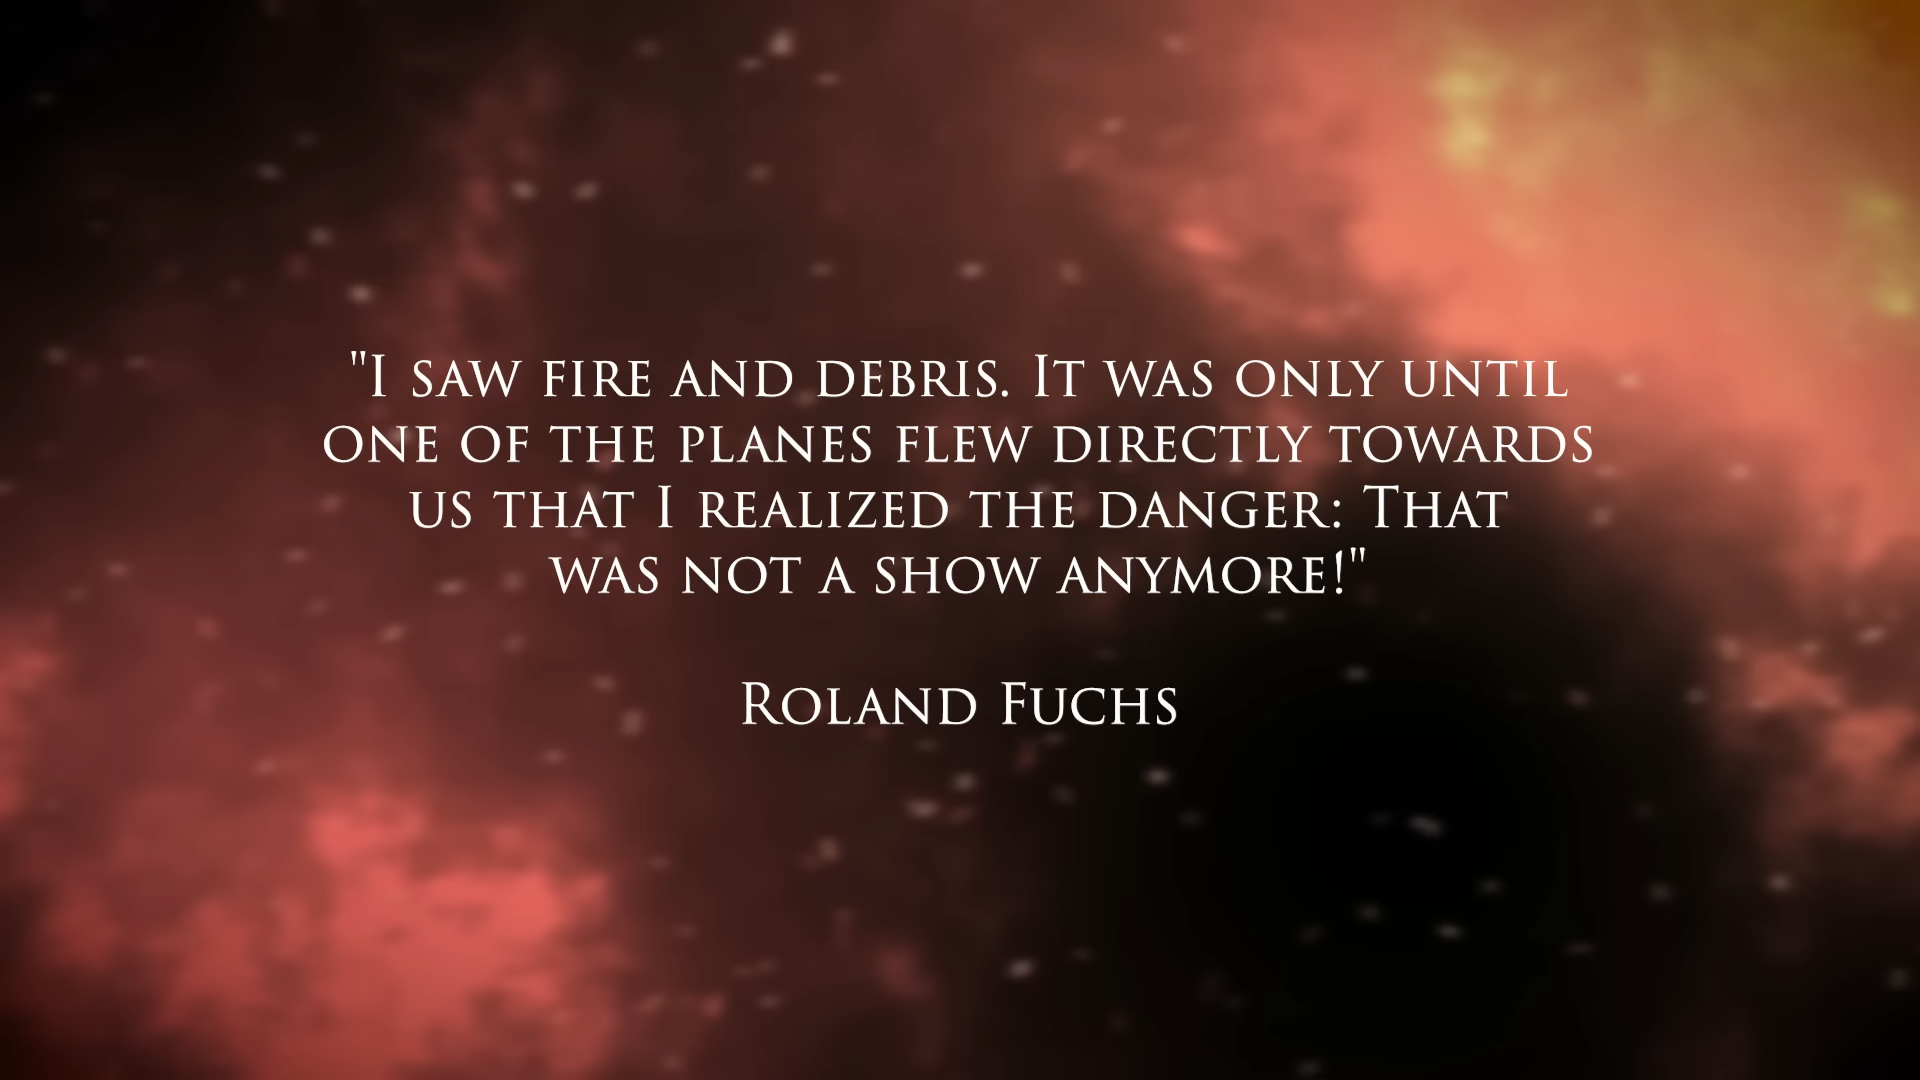 "I saw fire and debris. It was only until
one of the planes flew directly towards
us that I realized the danger: That
was not a show anymore!"
Roland Fuchs